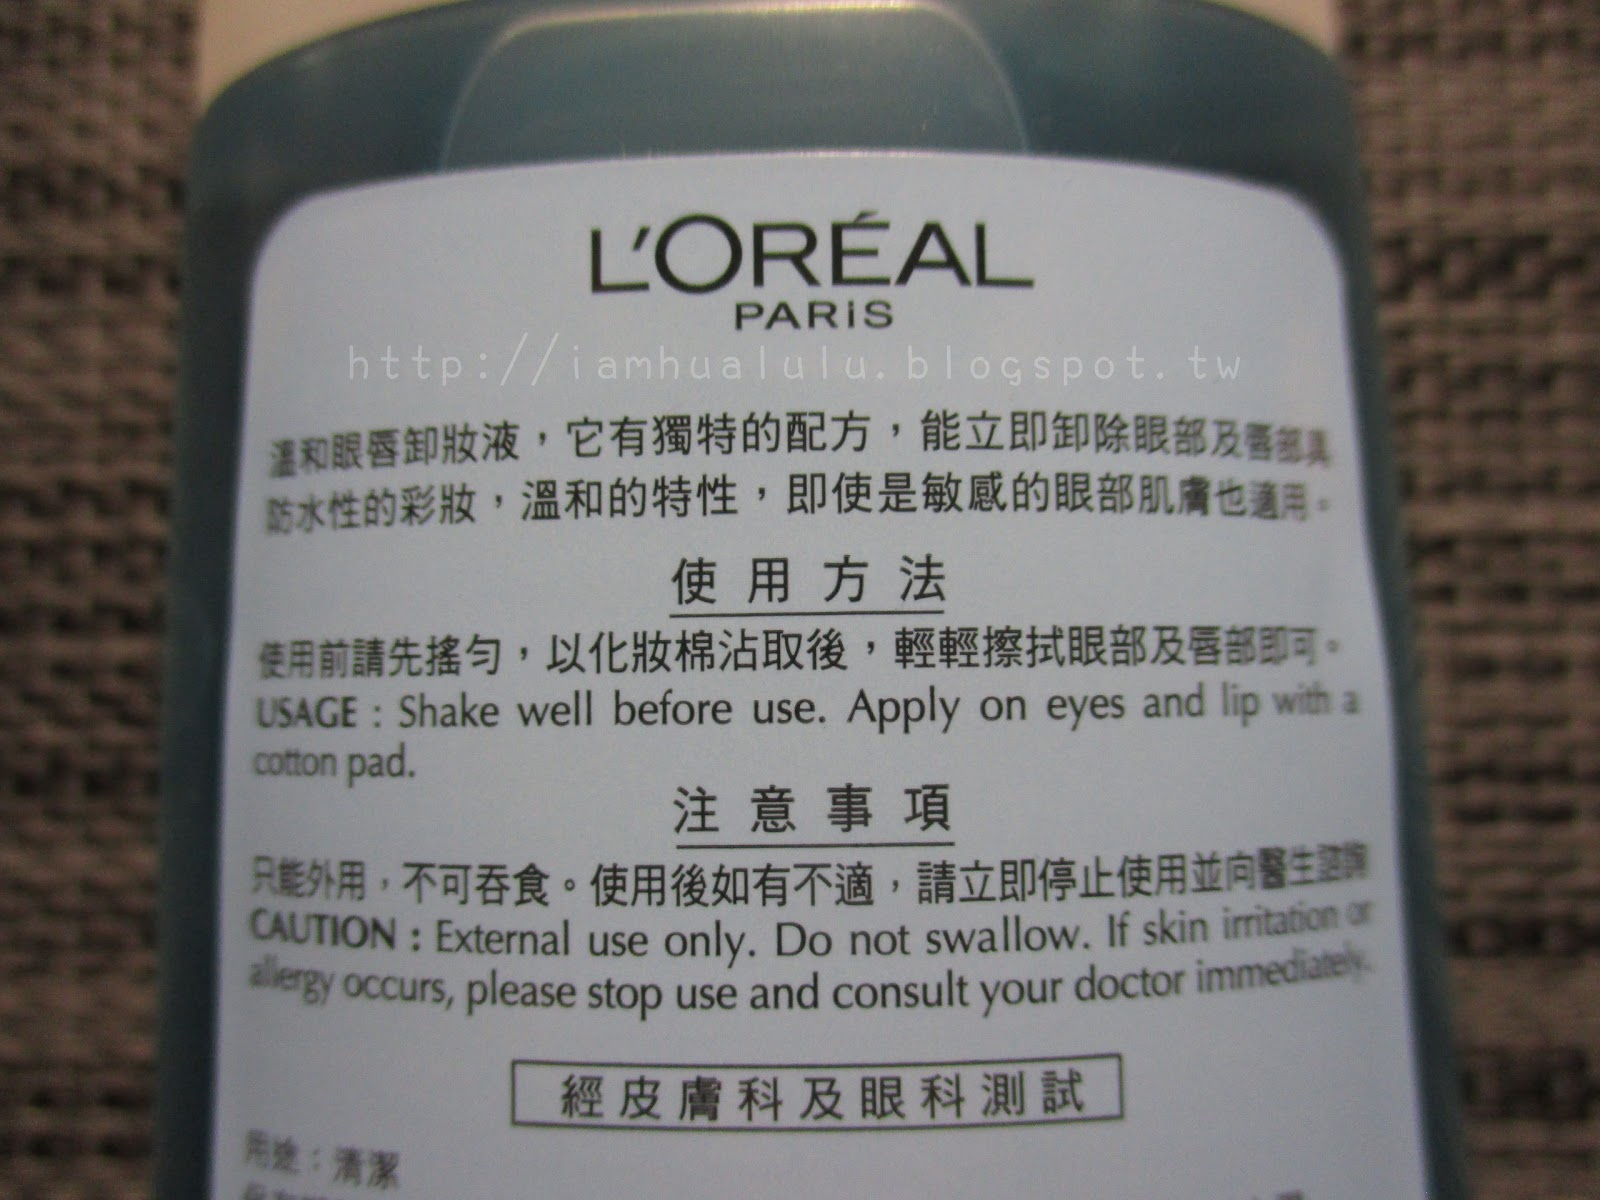 L'ORÉAL
PARiS
http://iamhualulu.blogspot.tw
溫和眼唇卸妝液，它有獨特的配方，能立即卸除眼部及唇部具
防水性的彩妝，溫和的特性，即使是敏感的眼部肌膚也適用。
使用方法
使用前請先搖勻，以化妝棉沾取後，輕輕擦拭眼部及唇部即可。
USAGE : Shake well before use. Apply on eyes and lip with a
cotton pad.
注意事項
只能外用，不可吞食。使用後如有不適，請立即停止使用並向醫生諮詢
CAUTION : External use only. Do not swallow. If skin irritation or
allergy occurs, please stop use and consult your doctor immediately.
經皮膚科及眼科測試
用途：清潔